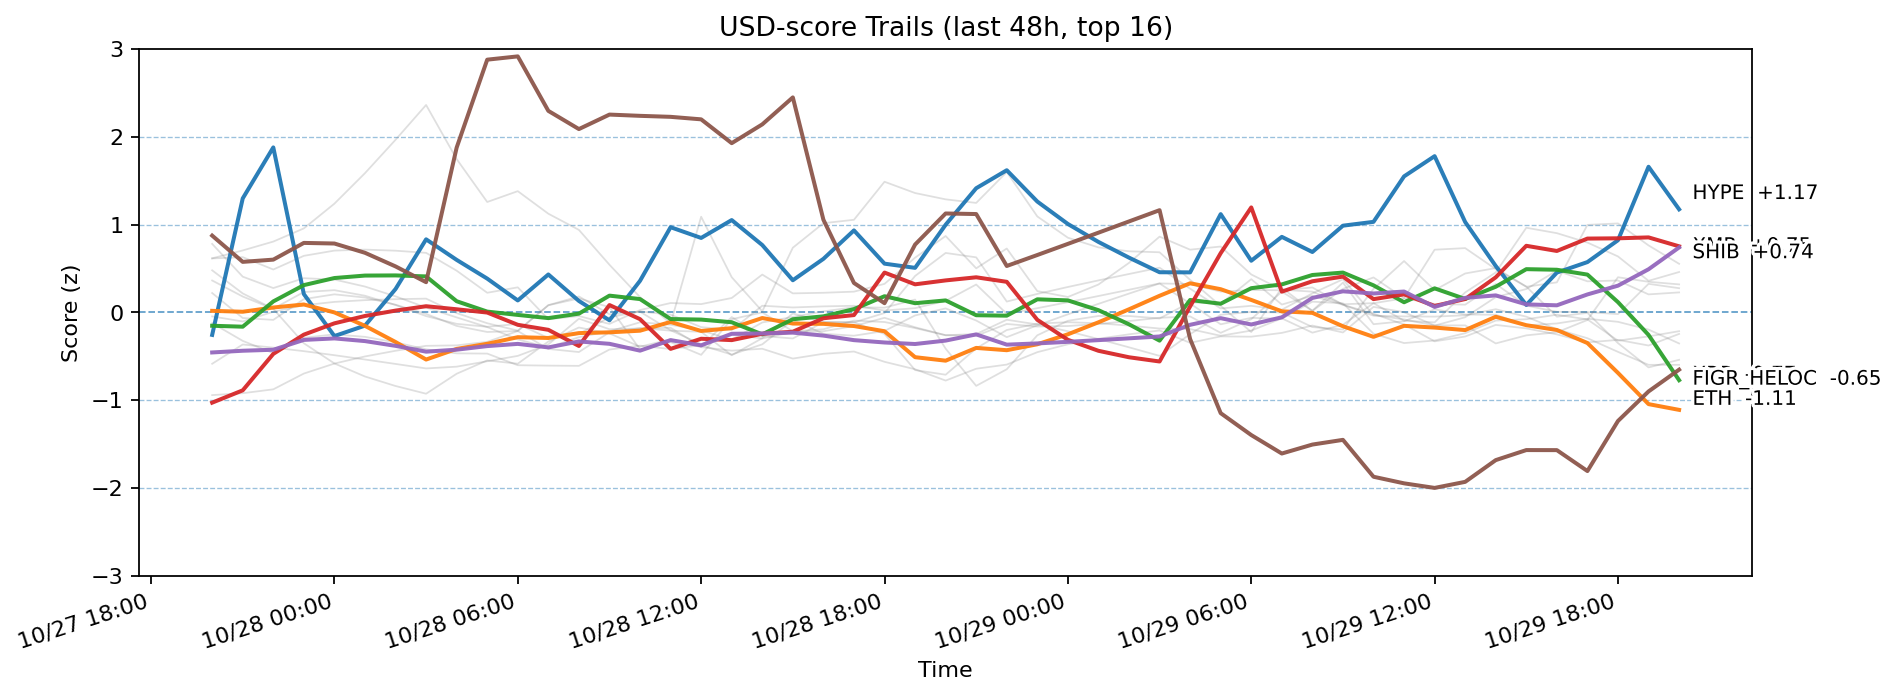 USD-score Trails (last 48h, top 16)
3
2
1
0
−1
−2
−3
Score (z)
HYPE +1.17
SHIB +0.74
FIGR_HELOC -0.65
ETH -1.11
10/27 18:00
10/28 00:00
10/28 06:00
10/28 12:00
10/28 18:00
10/29 00:00
10/29 06:00
10/29 12:00
10/29 18:00
Time